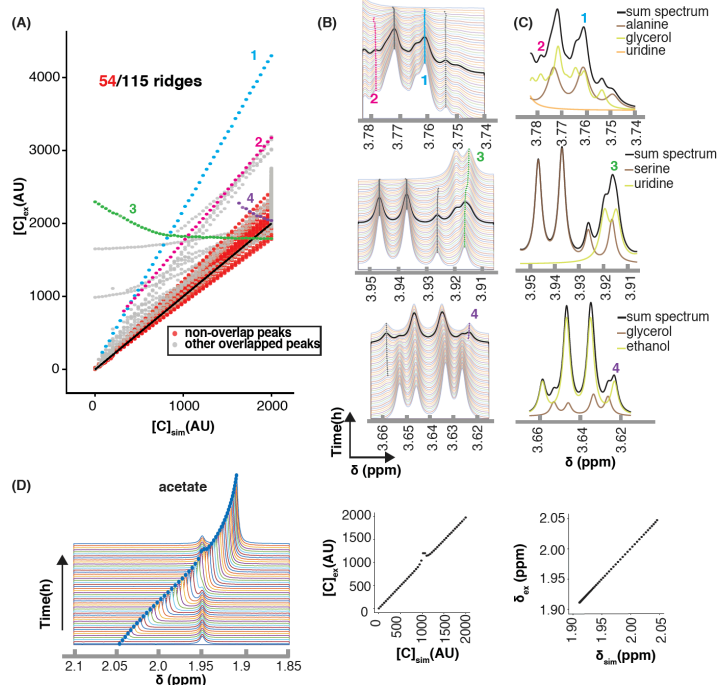 (A)
54/115 ridges
[C]ex(AU)
4000
3000
2000
1000
0
1
2
3
4
non-overlap peaks
other overlapped peaks
0
1000
2000
[C]sim(AU)
(B)
2
1
3.78
3.77
3.76
3.75
3.74
3
3.95
3.94
3.93
3.92
3.91
4
3.66
3.65
3.64
3.63
3.62
Time(h)
δ (ppm)
(C)
2
1
sum spectrum
alanine
glycerol
uridine
3.78
3.77
3.76
3.75
3.74
3
sum spectrum
serine
uridine
3.95
3.94
3.93
3.92
3.91
sum spectrum
glycerol
ethanol
4
3.66
3.64
3.62
δ (ppm)
(D)
acetate
Time(h)
2.1
2.05
2.0
1.95
1.9
1.85
δ (ppm)
[C]ex(AU)
2000
1500
1000
500
0
0
500
1000
1500
2000
[C]sim(AU)
δex (ppm)
2.05
2.00
1.95
1.90
1.90
1.95
2.00
2.05
δsim(ppm)